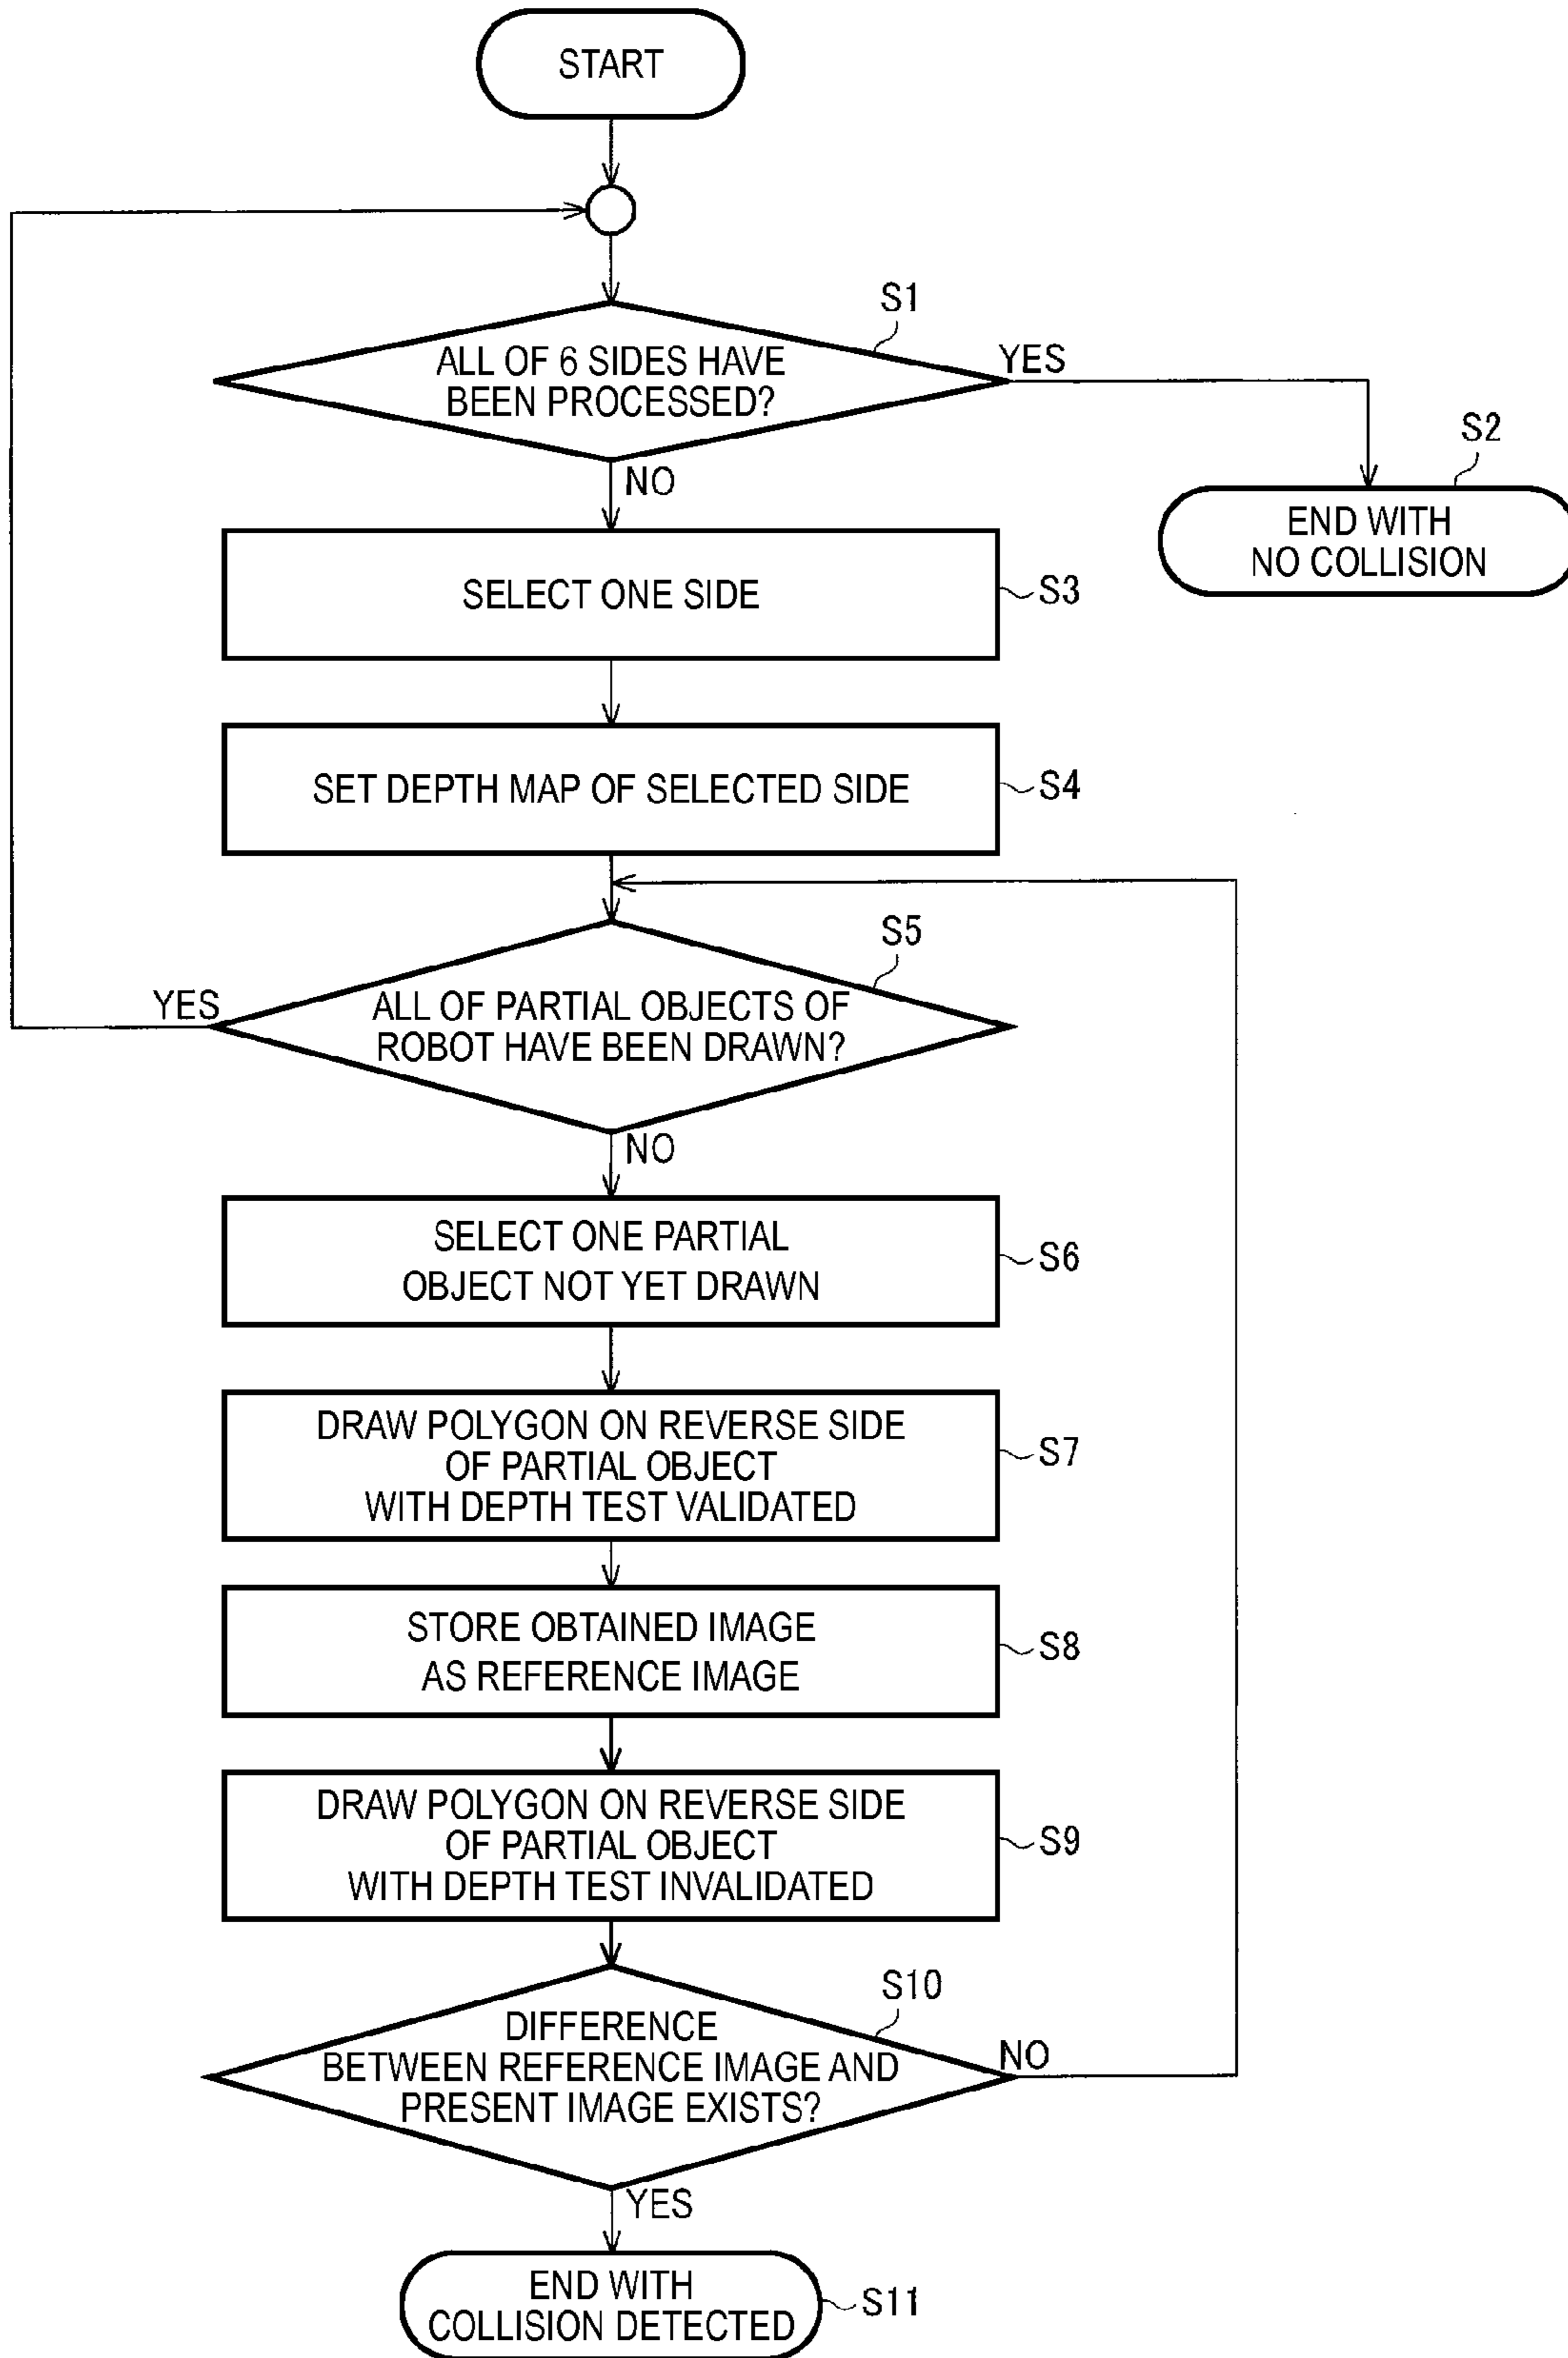 START
S1
ALL OF 6 SIDES HAVE
BEEN PROCESSED?
YES
NO
S2
END WITH
NO COLLISION
SELECT ONE SIDE
S3
SET DEPTH MAP OF SELECTED SIDE
S4
S5
ALL OF PARTIAL OBJECTS OF
ROBOT HAVE BEEN DRAWN?
YES
NO
SELECT ONE PARTIAL
OBJECT NOT YET DRAWN
S6
DRAW POLYGON ON REVERSE SIDE
OF PARTIAL OBJECT
WITH DEPTH TEST VALIDATED
S7
STORE OBTAINED IMAGE
AS REFERENCE IMAGE
S8
DRAW POLYGON ON REVERSE SIDE
OF PARTIAL OBJECT
WITH DEPTH TEST INVALIDATED
S9
S10
DIFFERENCE
BETWEEN REFERENCE IMAGE AND
PRESENT IMAGE EXISTS?
NO
YES
END WITH
COLLISION DETECTED
S11